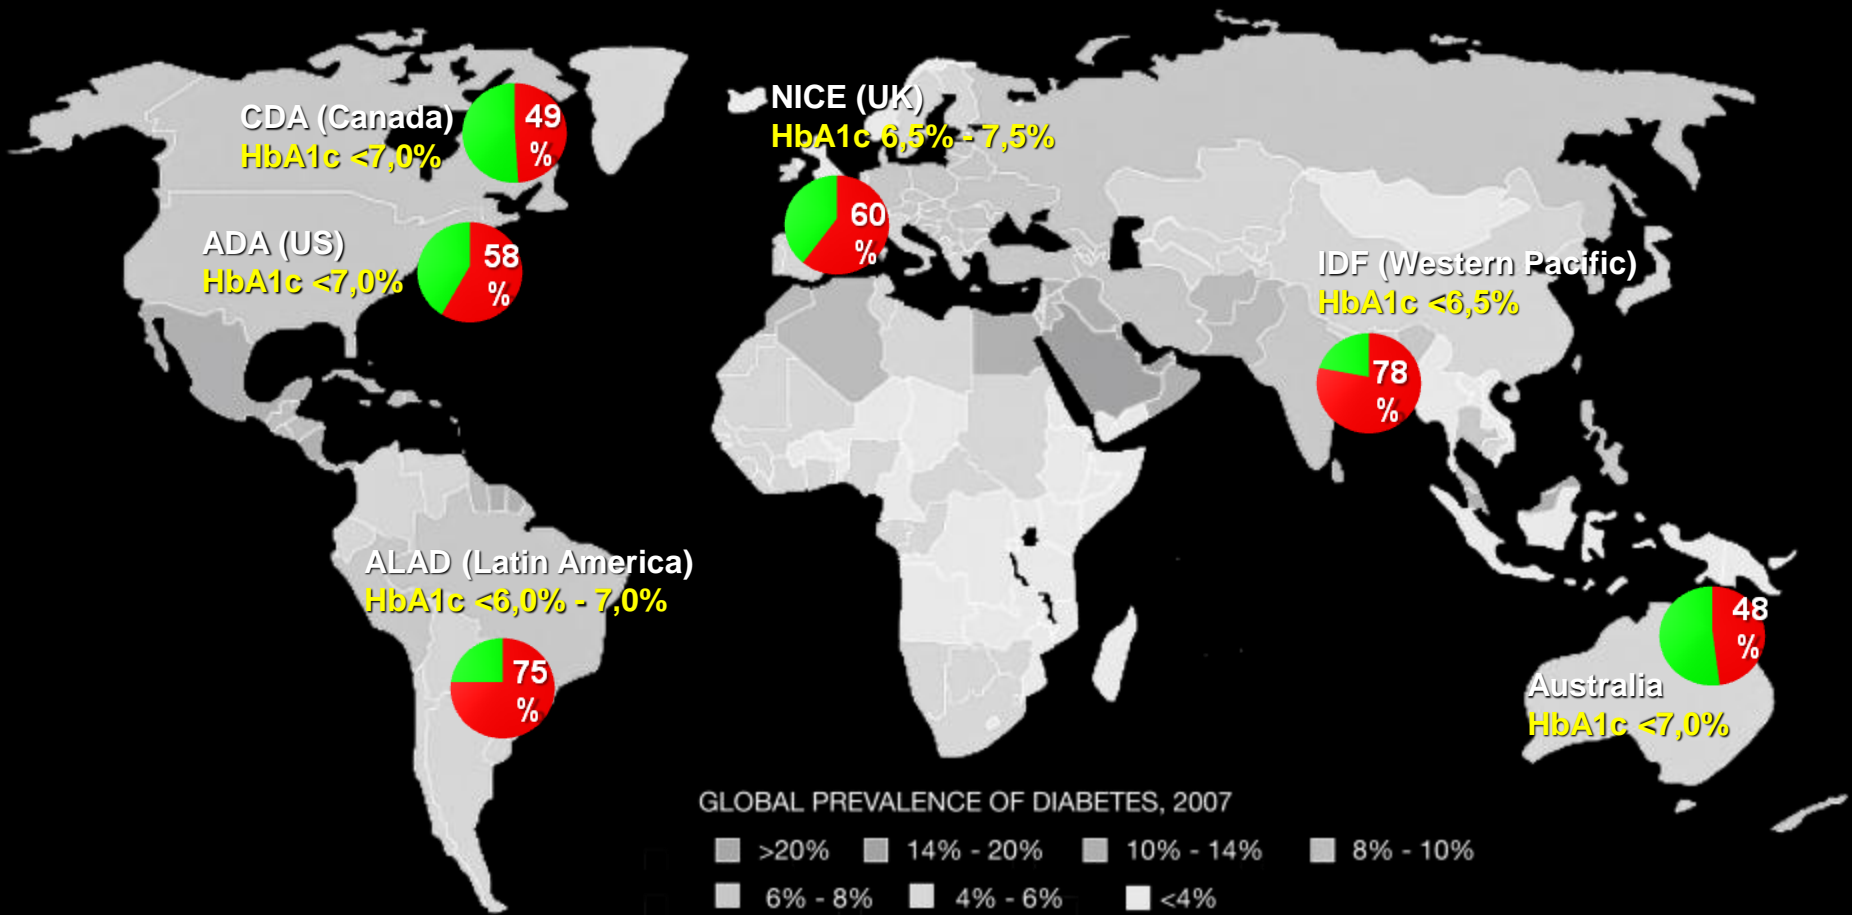 CDA (Canada)
HbA1c <7,0%
49
%
NICE (UK)
HbA1c 6,5% - 7,5%
60
%
ADA (US)
HbA1c <7,0%
58
%
IDF (Western Pacific)
HbA1c <6,5%
78
%
ALAD (Latin America)
HbA1c <6,0% - 7,0%
75
%
48
%
Australia
HbA1c <7,0%
GLOBAL PREVALENCE OF DIABETES, 2007
>20% 14% - 20% 10% - 14% 8% - 10%
6% - 8% 4% - 6% <4%